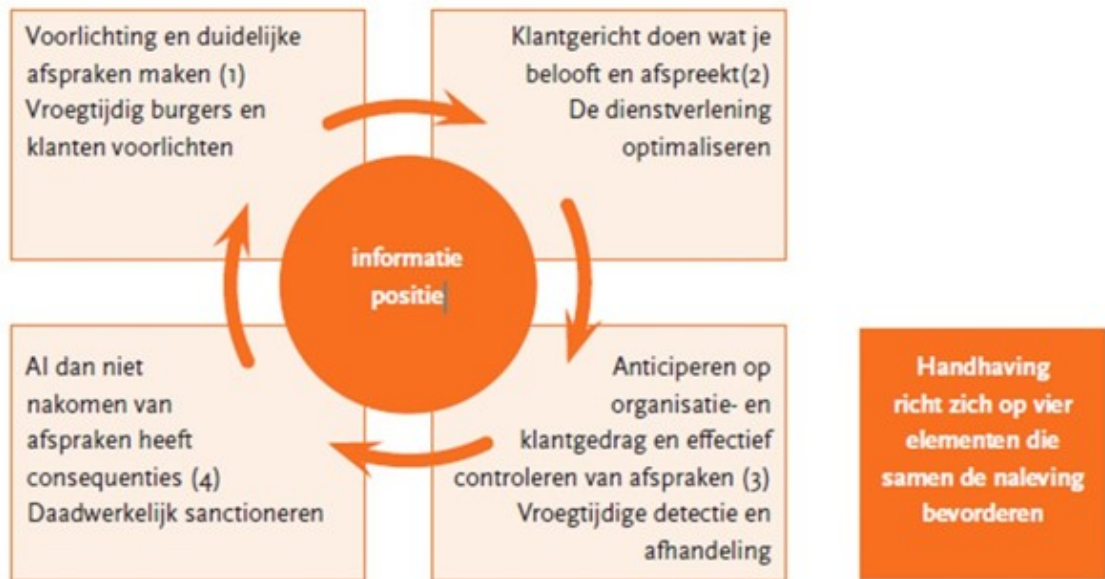 Voorlichting en duidelijke
afspraken maken (1)
Vroegtijdig burgers en
klanten voorlichten
Klantgericht doen wat je
belooft en afspreekt(2)
De dienstverlening
optimaliseren
informatie
positie
Al dan niet
nakomen van
afspraken heeft
consequenties (4)
Daadwerkelijk sanctioneren
Anticiperen op
organisatie- en
klantgedrag en effectief
controleren van afspraken (3)
Vroegtijdige detectie en
afhandeling
Handhaving
richt zich op vier
elementen die
samen de naleving
bevorderen